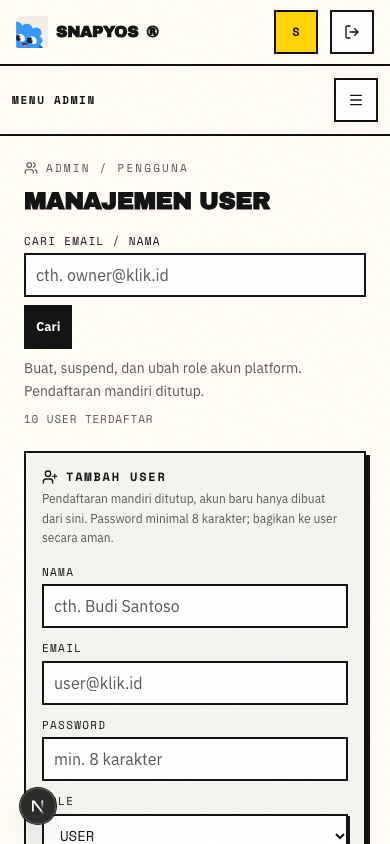 SNAPYOS ®
S
MENU ADMIN
ADMIN / PENGGUNA
MANAJEMEN USER
CARI EMAIL / NAMA
cth. owner@klik.id
Cari
Buat, suspend, dan ubah role akun platform.
Pendaftaran mandiri ditutup.
10 USER TERDAFTAR
TAMBAH USER
Pendaftaran mandiri ditutup, akun baru hanya dibuat
dari sini. Password minimal 8 karakter; bagikan ke user
secara aman.
NAMA
cth. Budi Santoso
EMAIL
user@klik.id
PASSWORD
min. 8 karakter
N
LE
USER